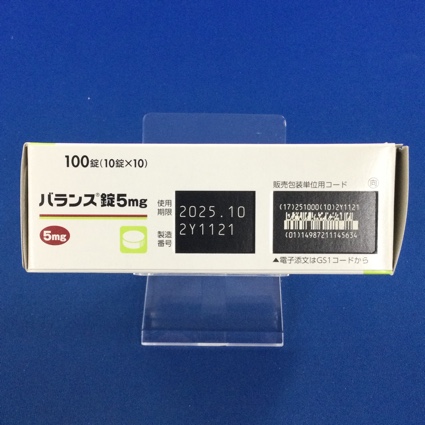 100錠(10錠×10)
バランス®錠5mg
5mg
使用
期限
2025.10
製造
番号
2Y1121
販売包装単位用コード
(17)251000(10)2Y1121
(01)14987211145634
▲電子添文はGS1コードから